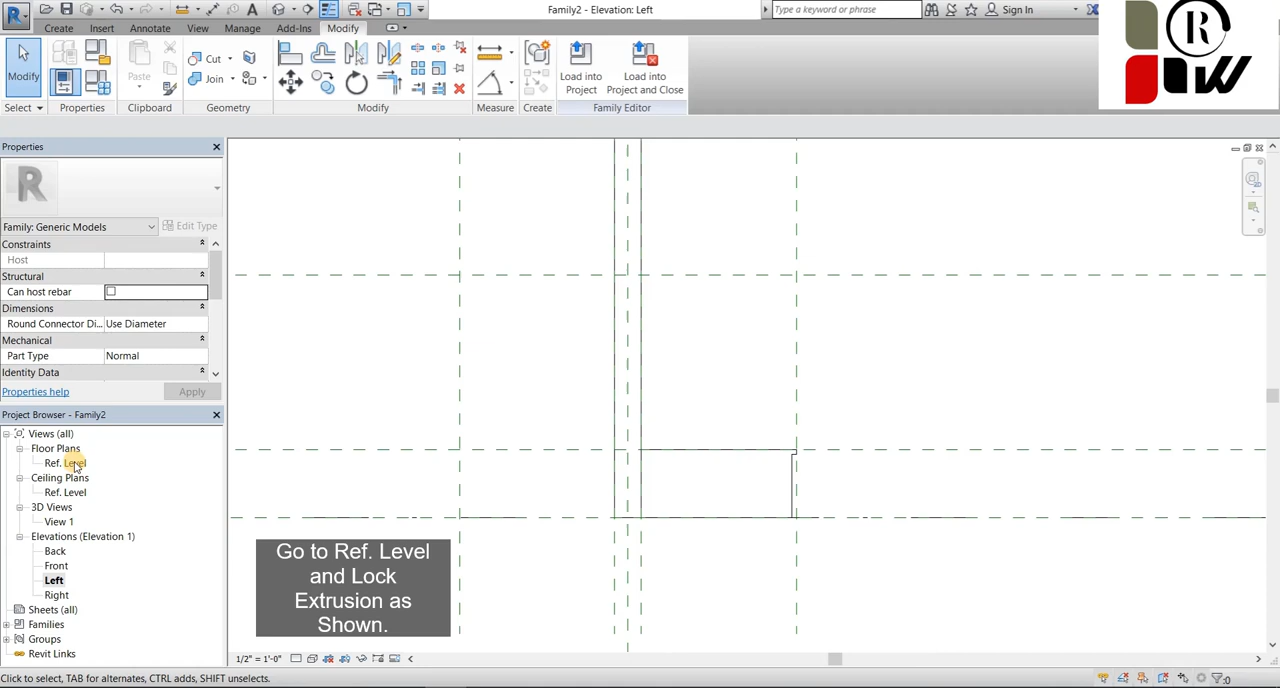 Family2 - Elevation: Left
Type a keyword or phrase
Sign In
Create Insert Annotate View Manage Add-Ins Modify
Modify
Paste
Cut
Join
Load into Project
Load into Project and Close
Select Properties Clipboard Geometry Modify Measure Create Family Editor
R W
Properties
R
Family: Generic Models Edit Type
Constraints
Host
Structural
Can host rebar
Dimensions
Round Connector Di... Use Diameter
Mechanical
Part Type Normal
Identity Data
Properties help Apply
Project Browser - Family2
Views (all)
Floor Plans
Ref. Level
Ceiling Plans
Ref. Level
3D Views
View 1
Elevations (Elevation 1)
Back
Front
Left
Right
Sheets (all)
Families
Groups
Revit Links
Go to Ref. Level
and Lock
Extrusion as
Shown.
1/2" = 1'-0"
Click to select, TAB for alternates, CTRL adds, SHIFT unselects.
:0